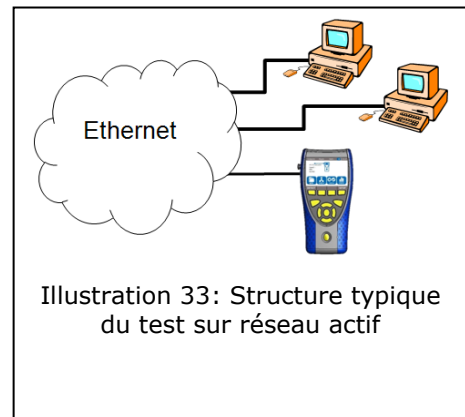 Ethernet
Illustration 33: Structure typique
du test sur réseau actif